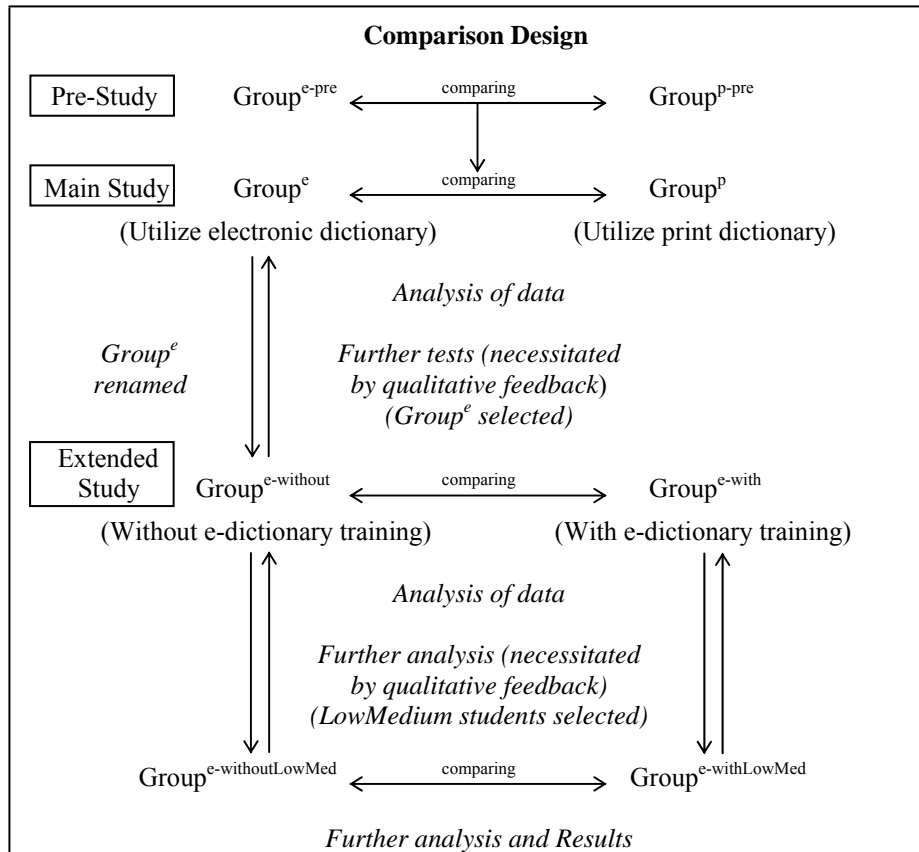 Comparison Design
Pre-Study Group^e-pre comparing Group^p-pre
Main Study Group^e comparing Group^p
(Utilize electronic dictionary) (Utilize print dictionary)
Analysis of data
Group^e
renamed
Further tests (necessitated
by qualitative feedback)
(Group^e selected)
Extended
Study
Group^e-without comparing Group^e-with
(Without e-dictionary training) (With e-dictionary training)
Analysis of data
Further analysis (necessitated
by qualitative feedback)
(LowMedium students selected)
Group^e-withoutLowMed comparing Group^e-withLowMed
Further analysis and Results